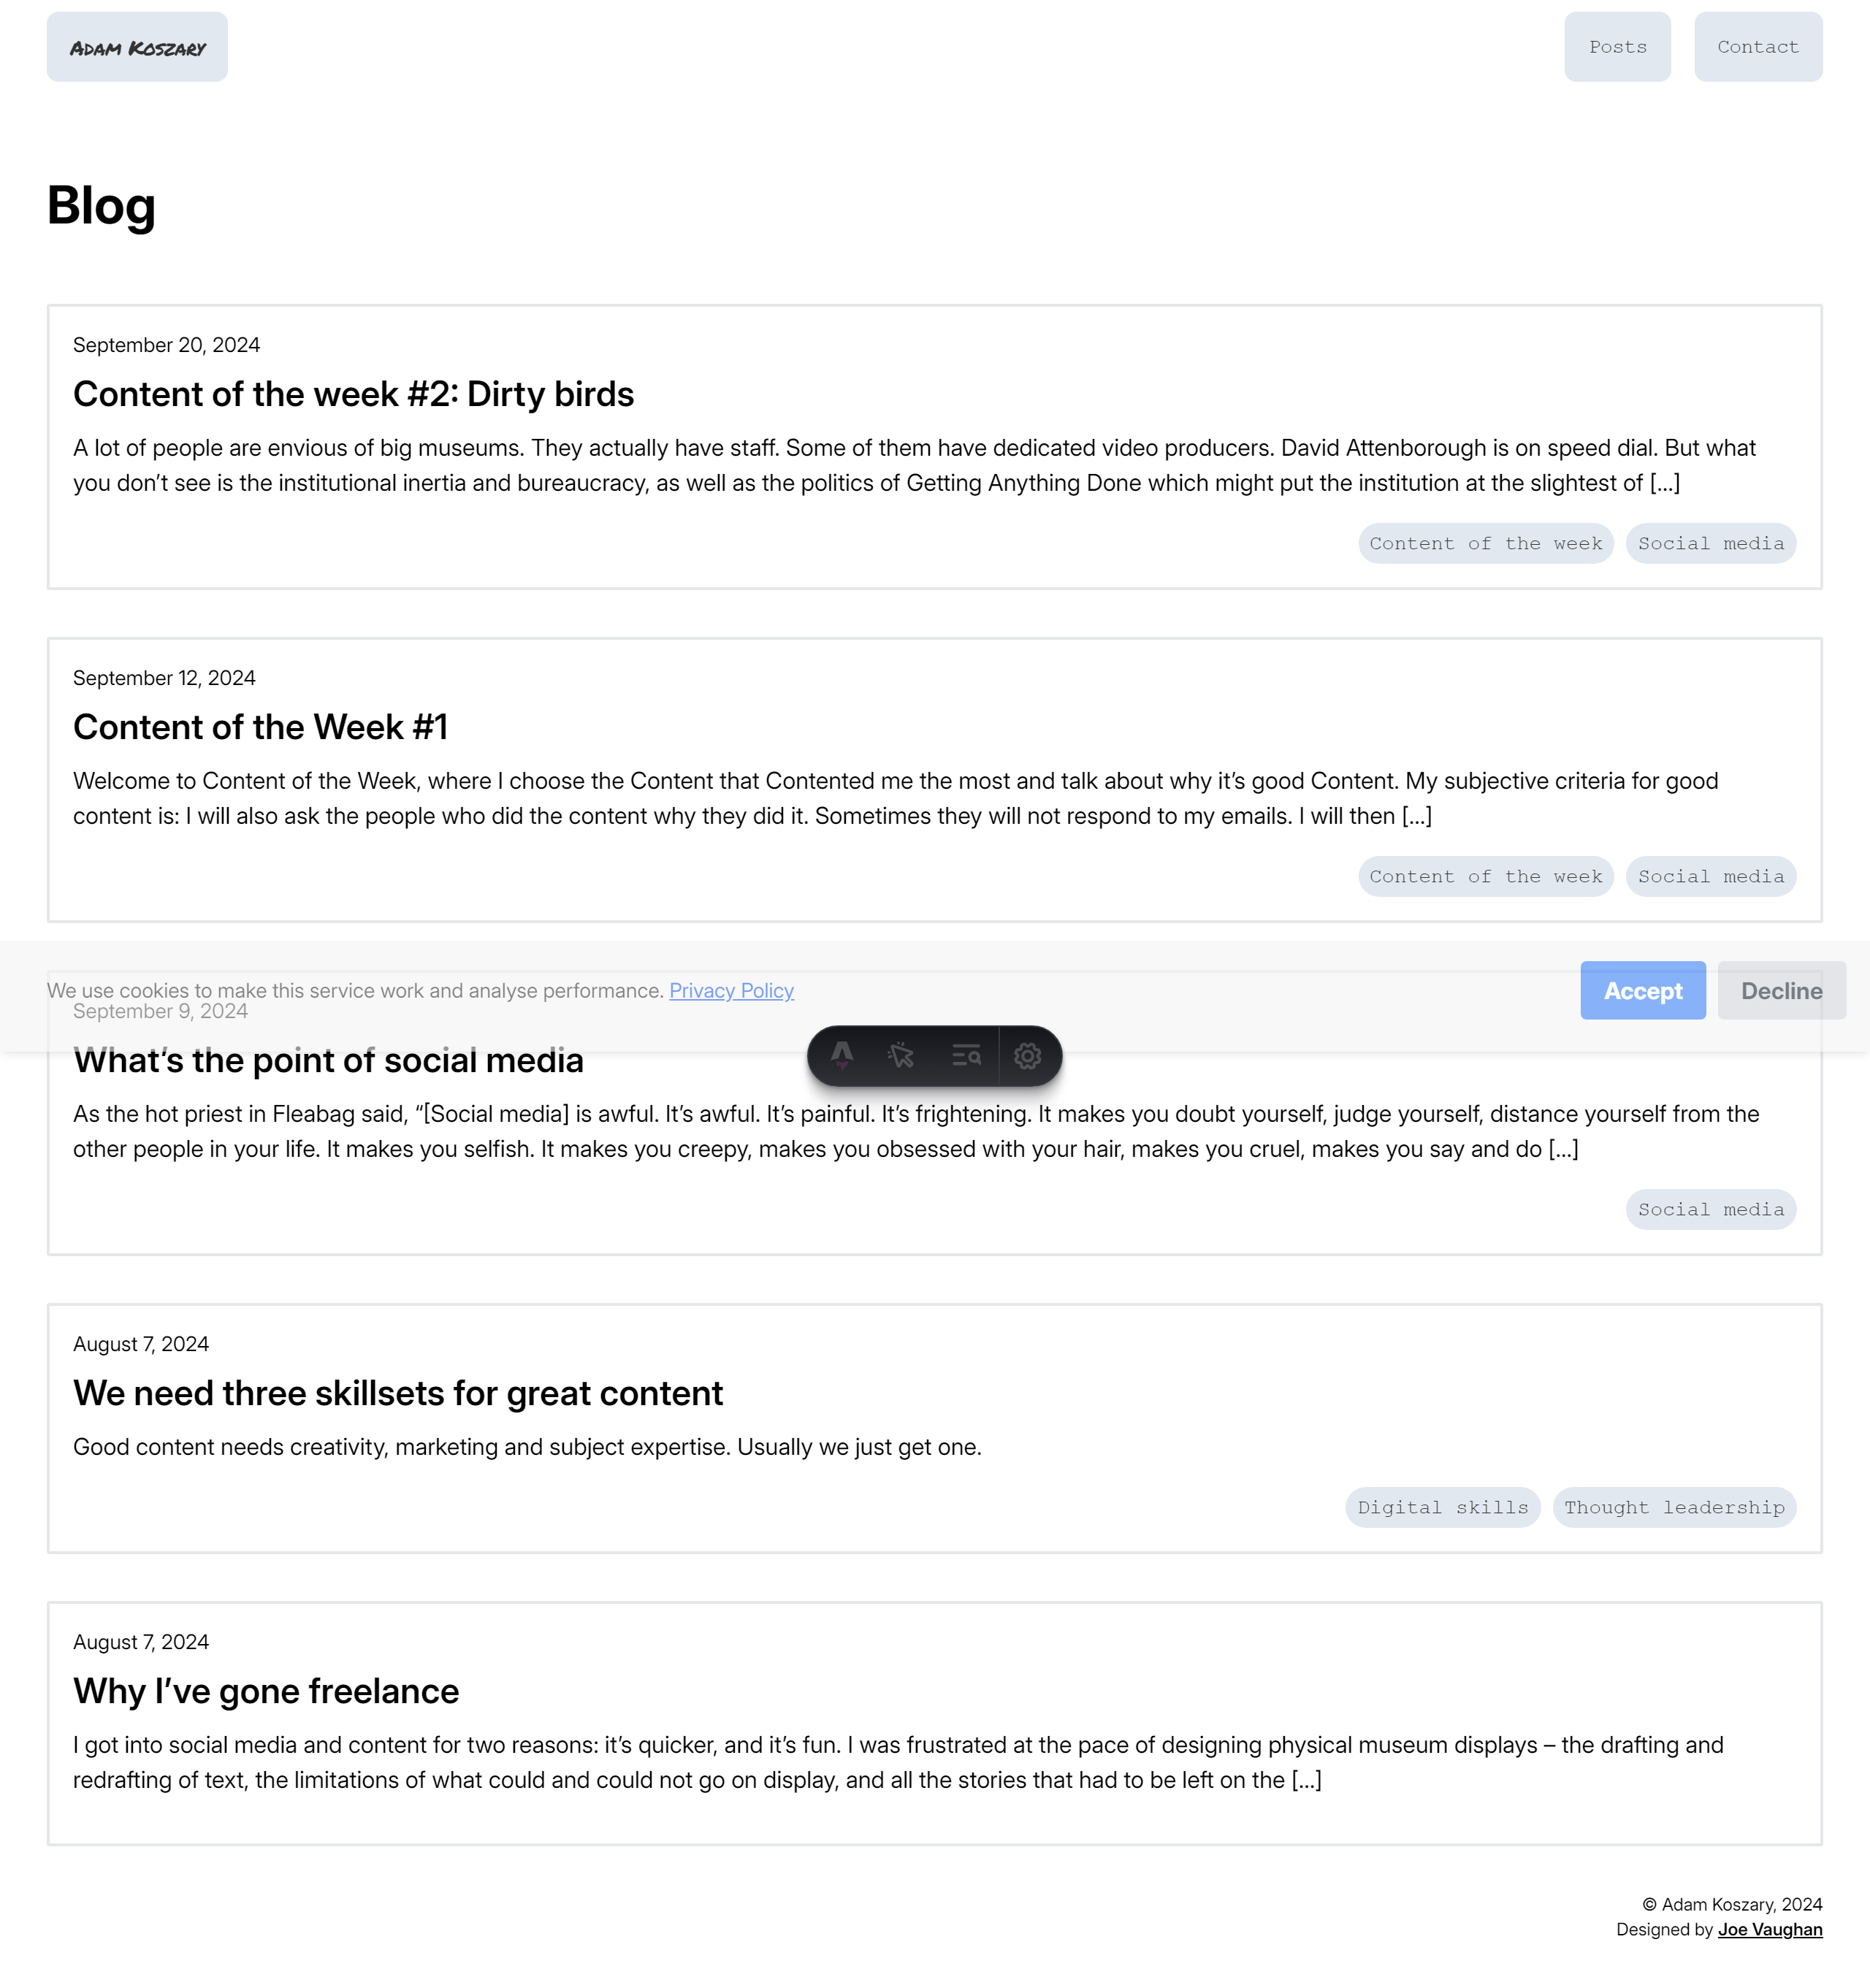 Adam Koszary
Posts
Contact
Blog
September 20, 2024
Content of the week #2: Dirty birds
A lot of people are envious of big museums. They actually have staff. Some of them have dedicated video producers. David Attenborough is on speed dial. But what
you don’t see is the institutional inertia and bureaucracy, as well as the politics of Getting Anything Done which might put the institution at the slightest of […]
Content of the week
Social media
September 12, 2024
Content of the Week #1
Welcome to Content of the Week, where I choose the Content that Contented me the most and talk about why it’s good Content. My subjective criteria for good
content is: I will also ask the people who did the content why they did it. Sometimes they will not respond to my emails. I will then […]
Content of the week
Social media
We use cookies to make this service work and analyse performance. Privacy Policy
Accept
Decline
September 9, 2024
What’s the point of social media
As the hot priest in Fleabag said, “[Social media] is awful. It’s awful. It’s painful. It’s frightening. It makes you doubt yourself, judge yourself, distance yourself from the
other people in your life. It makes you selfish. It makes you creepy, makes you obsessed with your hair, makes you cruel, makes you say and do […]
Social media
August 7, 2024
We need three skillsets for great content
Good content needs creativity, marketing and subject expertise. Usually we just get one.
Digital skills
Thought leadership
August 7, 2024
Why I’ve gone freelance
I got into social media and content for two reasons: it’s quicker, and it’s fun. I was frustrated at the pace of designing physical museum displays – the drafting and
redrafting of text, the limitations of what could and could not go on display, and all the stories that had to be left on the […]
© Adam Koszary, 2024
Designed by Joe Vaughan